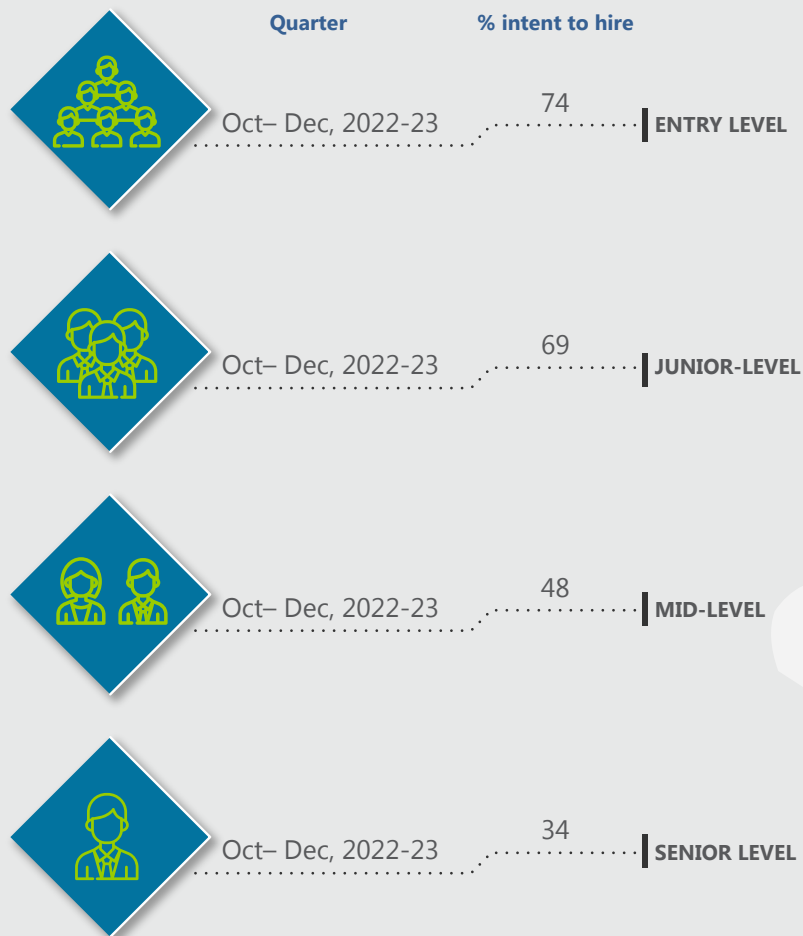 Quarter % intent to hire
Oct– Dec, 2022-23 74 ENTRY LEVEL
Oct– Dec, 2022-23 69 JUNIOR-LEVEL
Oct– Dec, 2022-23 48 MID-LEVEL
Oct– Dec, 2022-23 34 SENIOR LEVEL